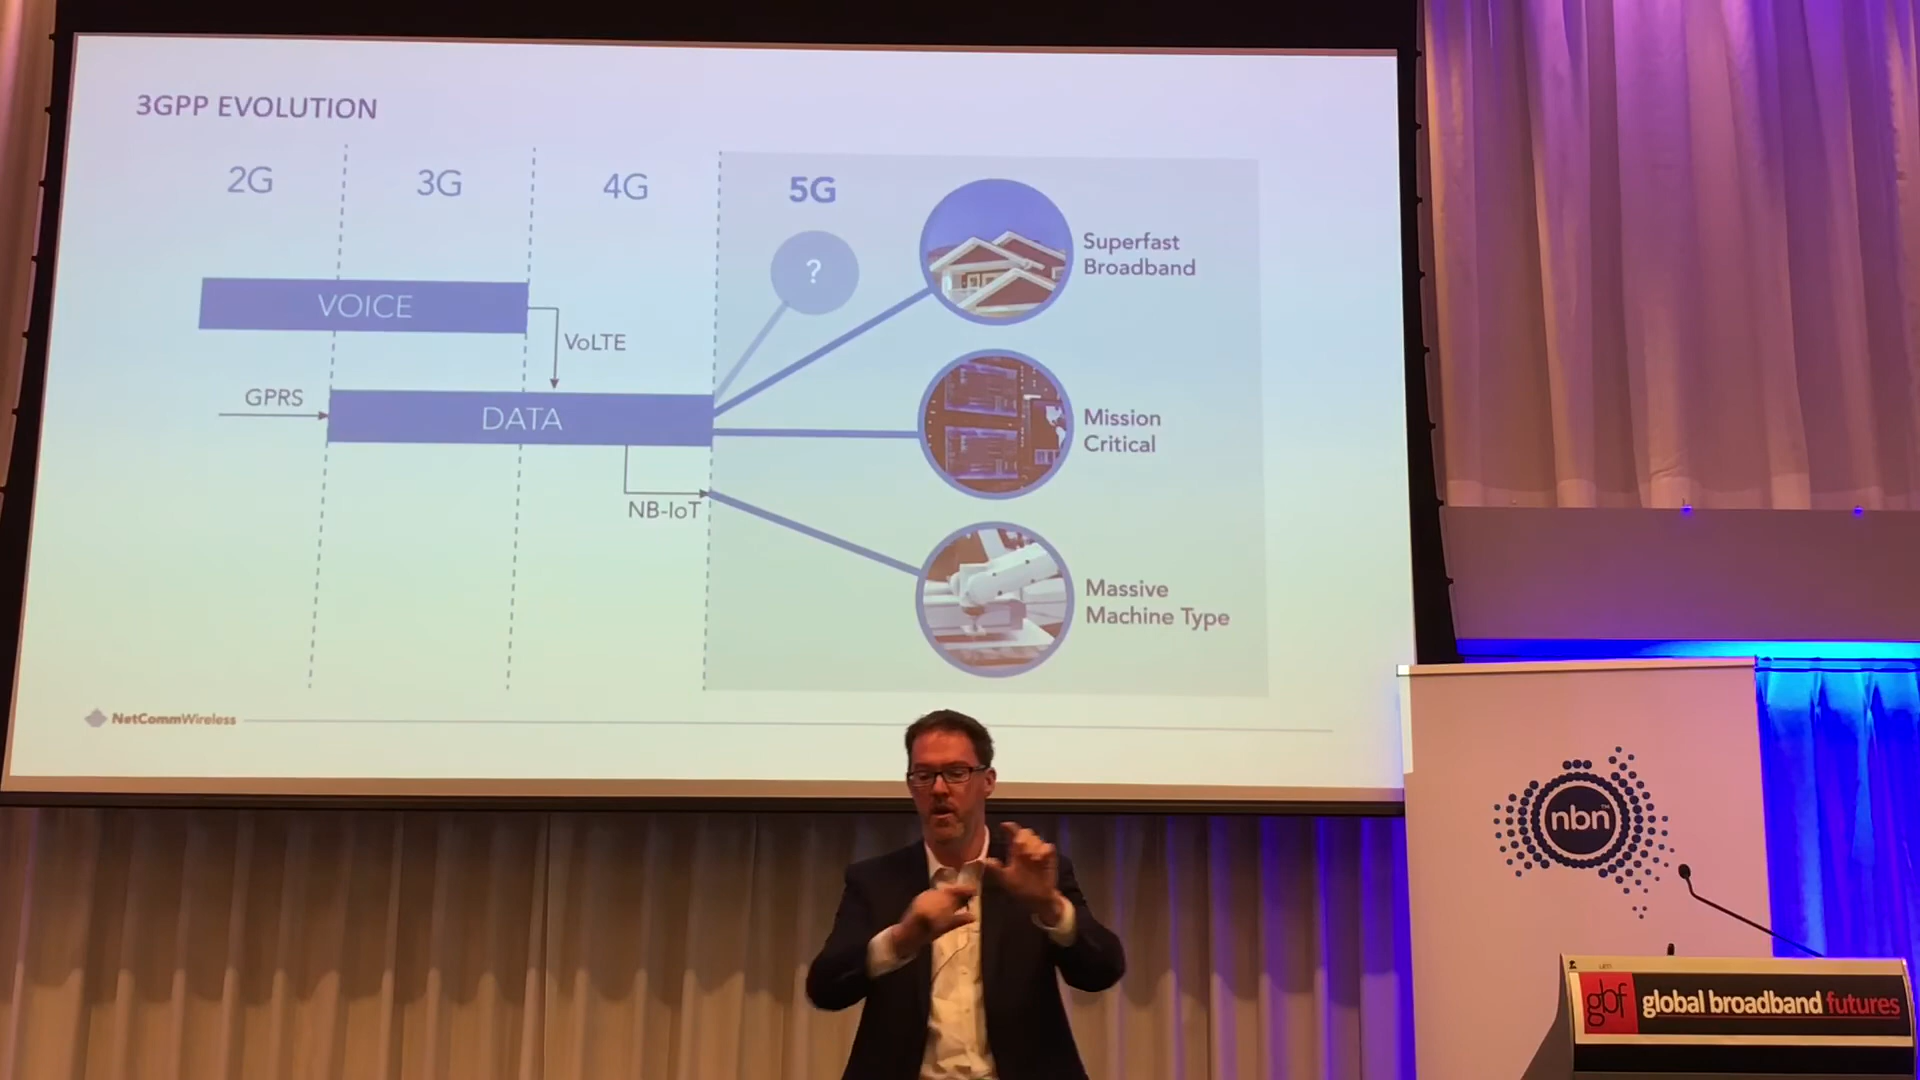 3GPP EVOLUTION
2G
3G
4G
5G
?
Superfast
Broadband
VOICE
VoLTE
GPRS
DATA
Mission
Critical
NB-IoT
Massive
Machine Type
NetCommWireless
nbn™
gbf global broadband futures